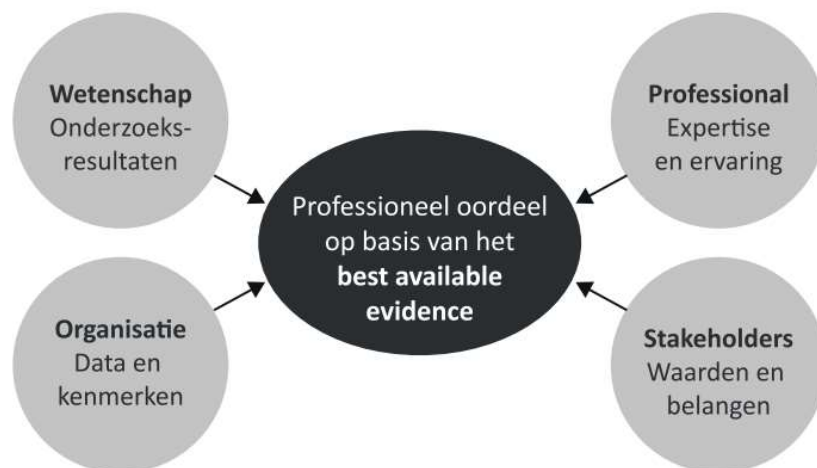 Wetenschap
Onderzoeks-
resultaten
Professional
Expertise
en ervaring
Professioneel oordeel
op basis van het
best available
evidence
Organisatie
Data en
kenmerken
Stakeholders
Waarden en
belangen